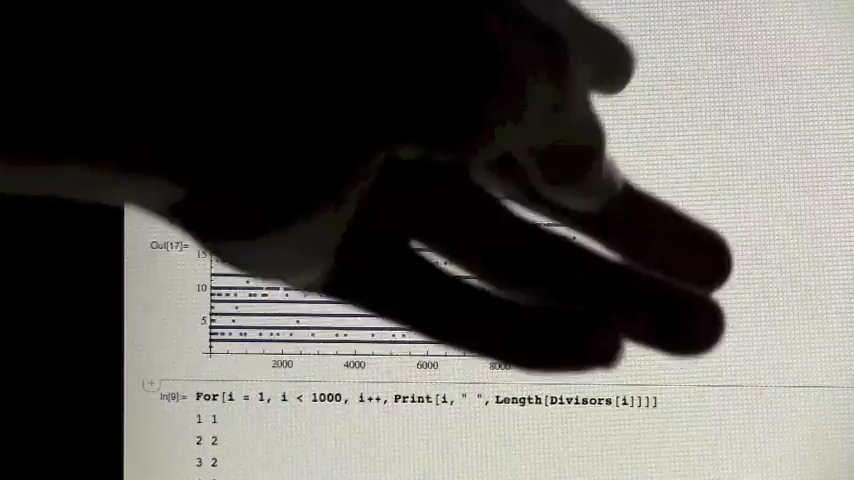 Out[17]=
15
10
5
2000 4000 6000 8000
In[9]:= For[i = 1, i < 1000, i++, Print[i, " ", Length[Divisors[i]]]]
1 1
2 2
3 2